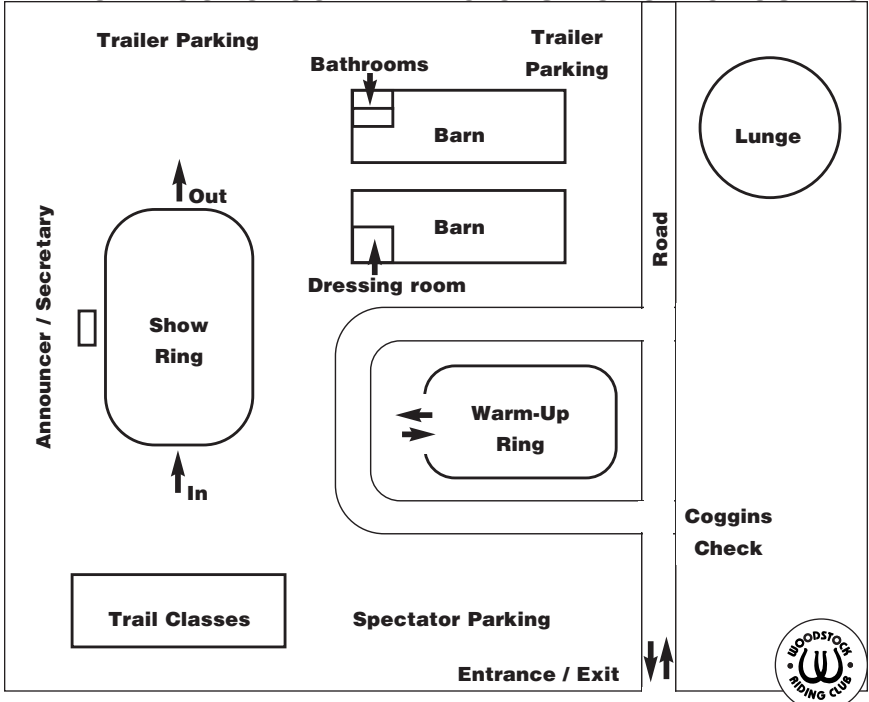 Trailer Parking
Trailer
Parking
Bathrooms
Barn
Lunge
Out
Barn
Road
Announcer / Secretary
Dressing room
Show
Ring
Warm-Up
Ring
In
Coggins
Check
Trail Classes
Spectator Parking
Entrance / Exit
WOODSTOCK
RIDING CLUB